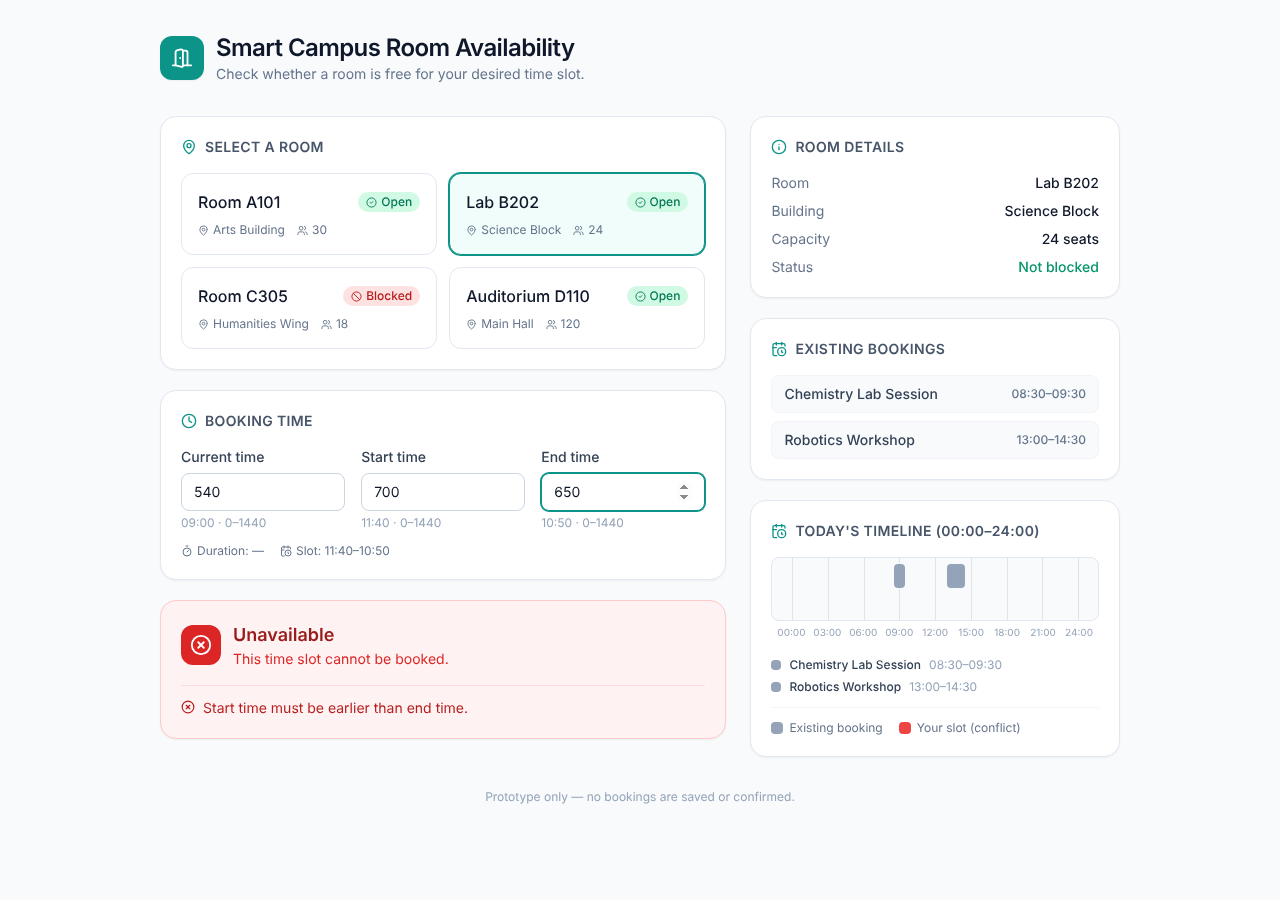 Smart Campus Room Availability
Check whether a room is free for your desired time slot.
SELECT A ROOM
Room A101 Open
Arts Building 30
Lab B202 Open
Science Block 24
Room C305 Blocked
Humanities Wing 18
Auditorium D110 Open
Main Hall 120
BOOKING TIME
Current time Start time End time
540 700 650
09:00 · 0–1440 11:40 · 0–1440 10:50 · 0–1440
Duration: — Slot: 11:40–10:50
Unavailable
This time slot cannot be booked.
Start time must be earlier than end time.
ROOM DETAILS
Room Lab B202
Building Science Block
Capacity 24 seats
Status Not blocked
EXISTING BOOKINGS
Chemistry Lab Session 08:30–09:30
Robotics Workshop 13:00–14:30
TODAY'S TIMELINE (00:00–24:00)
00:00 03:00 06:00 09:00 12:00 15:00 18:00 21:00 24:00
Chemistry Lab Session 08:30–09:30
Robotics Workshop 13:00–14:30
Existing booking Your slot (conflict)
Prototype only — no bookings are saved or confirmed.